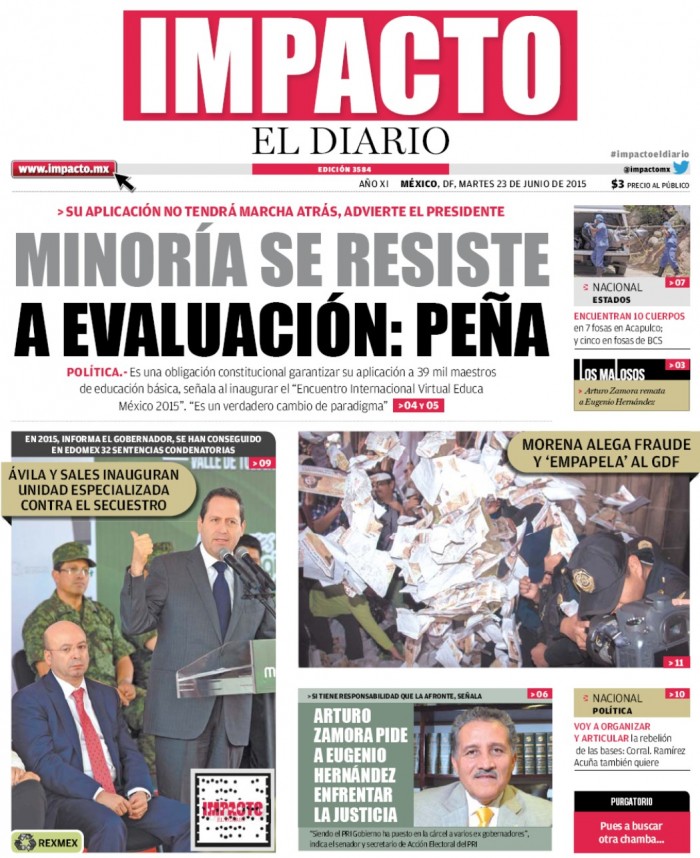 IMPACTO
EL DIARIO
#impactoeldiario
www.impacto.mx
EDICIÓN 3584
@impactomx
AÑO XI MÉXICO, DF, MARTES 23 DE JUNIO DE 2015
$3 PRECIO AL PÚBLICO
> SU APLICACIÓN NO TENDRÁ MARCHA ATRÁS, ADVIERTE EL PRESIDENTE
MINORÍA SE RESISTE
A EVALUACIÓN: PEÑA
POLÍTICA.- Es una obligación constitucional garantizar su aplicación a 39 mil maestros
de educación básica, señala al inaugurar el “Encuentro Internacional Virtual Educa
México 2015”. “Es un verdadero cambio de paradigma” >04 Y 05
>07
NACIONAL
ESTADOS
ENCUENTRAN 10 CUERPOS
en 7 fosas en Acapulco; y
cinco en fosas de BCS
>03
LOS MALOSOS
> Arturo Zamora remata
a Eugenio Hernández
EN 2015, INFORMA EL GOBERNADOR, SE HAN CONSEGUIDO
EN EDOMEX 32 SENTENCIAS CONDENATORIAS
>09
ÁVILA Y SALES INAUGURAN
UNIDAD ESPECIALIZADA
CONTRA EL SECUESTRO
VALLE DE TO
m
IMPACTO
EL DIARIO
REXMEX
MORENA ALEGA FRAUDE
Y ‘EMPAPELA’ AL GDF
>11
> SI TIENE RESPONSABILIDAD QUE LA AFRONTE, SEÑALA
>06
ARTURO
ZAMORA PIDE
A EUGENIO
HERNÁNDEZ
ENFRENTAR
LA JUSTICIA
“Siendo el PRI Gobierno ha puesto en la cárcel a varios ex gobernadores”,
indica el senador y secretario de Acción Electoral del PRI
>10
NACIONAL
POLÍTICA
VOY A ORGANIZAR
Y ARTICULAR la rebelión
de las bases: Corral. Ramírez
Acuña también quiere
PURGATORIO
Pues a buscar
otra chamba...